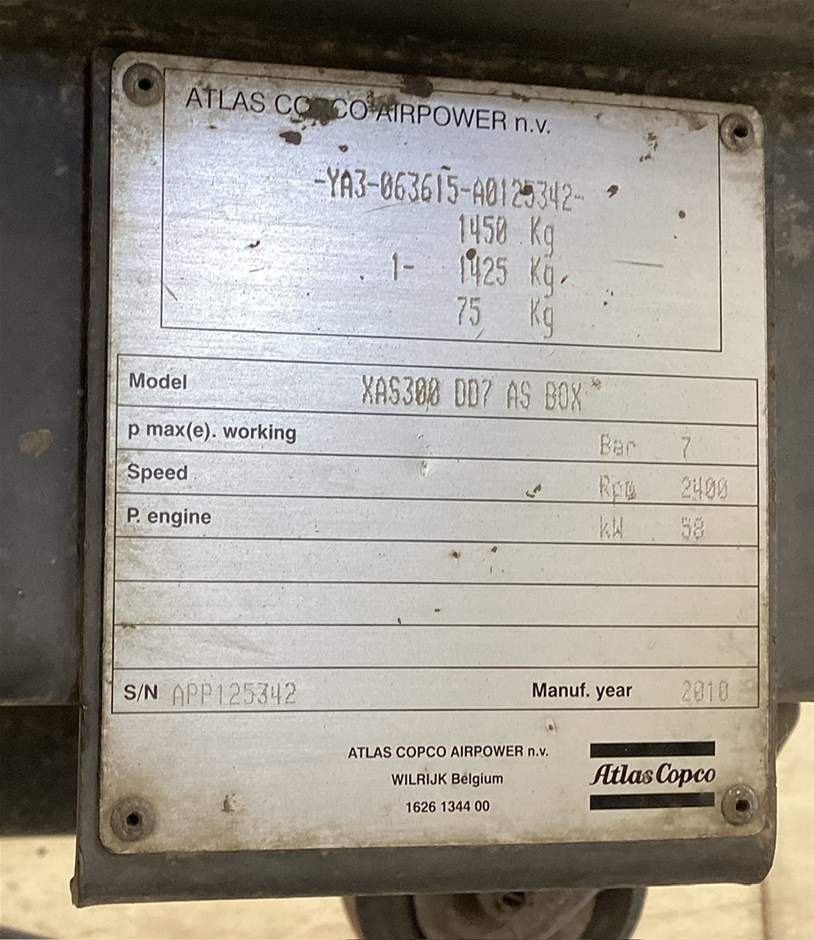 ATLAS COPCO AIRPOWER n.v.
-YA3-063615-A0125342-
1450 Kg
1- 1425 Kg
75 Kg
Model XAS300 DD7 AS BOX
p max(e). working Bar 7
Speed Rpm 2400
P. engine kW 58
S/N APP125342 Manuf. year 2010
ATLAS COPCO AIRPOWER n.v.
WILRIJK Belgium
1626 1344 00
Atlas Copco